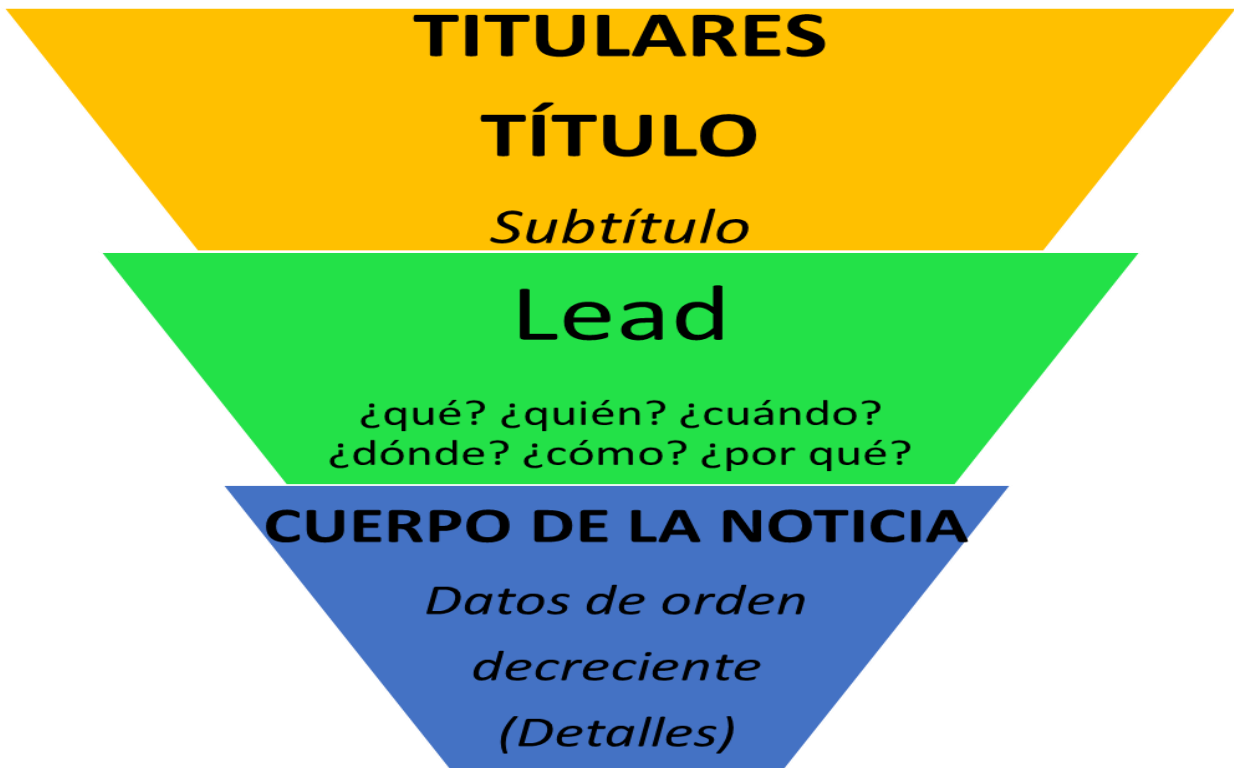 TITULARES
TÍTULO
Subtítulo
Lead
¿qué? ¿quién? ¿cuándo?
¿dónde? ¿cómo? ¿por qué?
CUERPO DE LA NOTICIA
Datos de orden
decreciente
(Detalles)